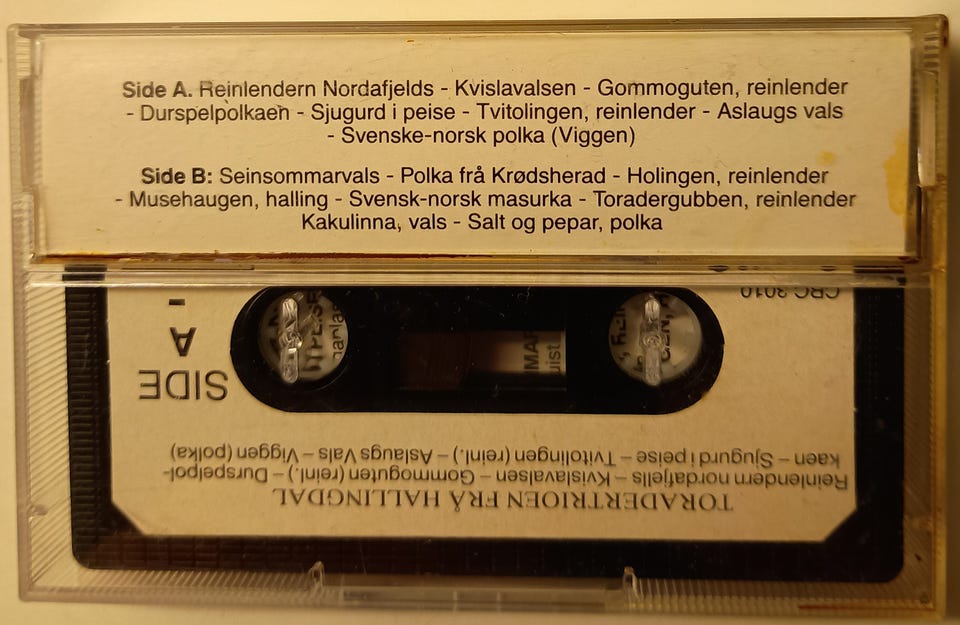 Side A. Reinlendern Nordafjelds - Kvislavalsen - Gommoguten, reinlender
- Durspelpolkaen - Sjugurd i peise - Tvitolingen, reinlender - Aslaugs vals
- Svenske-norsk polka (Viggen)
Side B: Seinsommarvals - Polka frå Krødsherad - Holingen, reinlender
- Musehaugen, halling - Svensk-norsk masurka - Toradergubben, reinlender
Kakulinna, vals - Salt og pepar, polka
TORADERTRIOEN FRÅ HALLINGDAL
Reinlendern nordafjells – Kvislavalsen – Gommoguten (reinl.) – Durspelpol-
kaen – Sjugurd i peise – Tvitolingen (reinl.) – Aslaugs Vals – Viggen (polka)
SIDE
A
CRC 3010